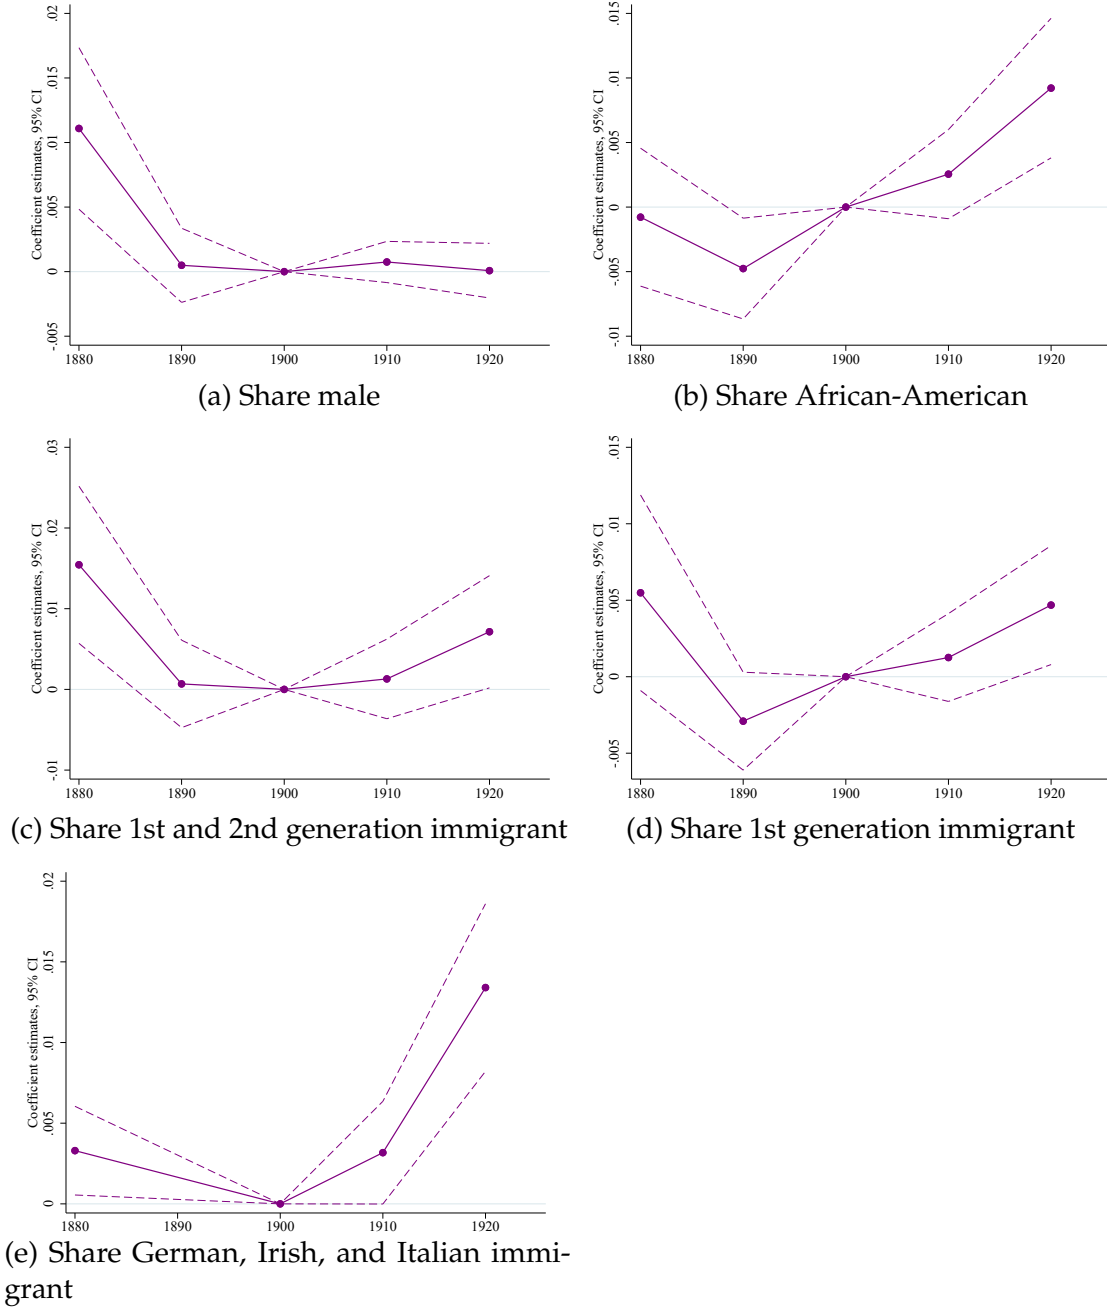 Coefficient estimates, 95% CI
.02
.015
.01
.005
0
-.005
1880 1890 1900 1910 1920
(a) Share male
Coefficient estimates, 95% CI
.015
.01
.005
0
-.005
-.01
1880 1890 1900 1910 1920
(b) Share African-American
Coefficient estimates, 95% CI
.03
.02
.01
0
-.01
1880 1890 1900 1910 1920
(c) Share 1st and 2nd generation immigrant
Coefficient estimates, 95% CI
.015
.01
.005
0
-.005
1880 1890 1900 1910 1920
(d) Share 1st generation immigrant
Coefficient estimates, 95% CI
.02
.015
.01
.005
0
1880 1890 1900 1910 1920
(e) Share German, Irish, and Italian immi-
grant